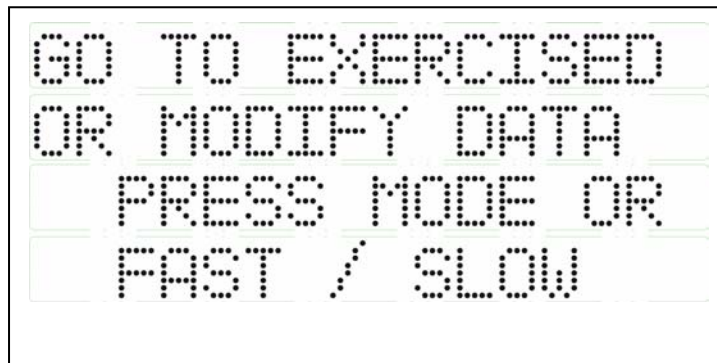 GO TO EXERCISED
OR MODIFY DATA
PRESS MODE OR
FAST / SLOW